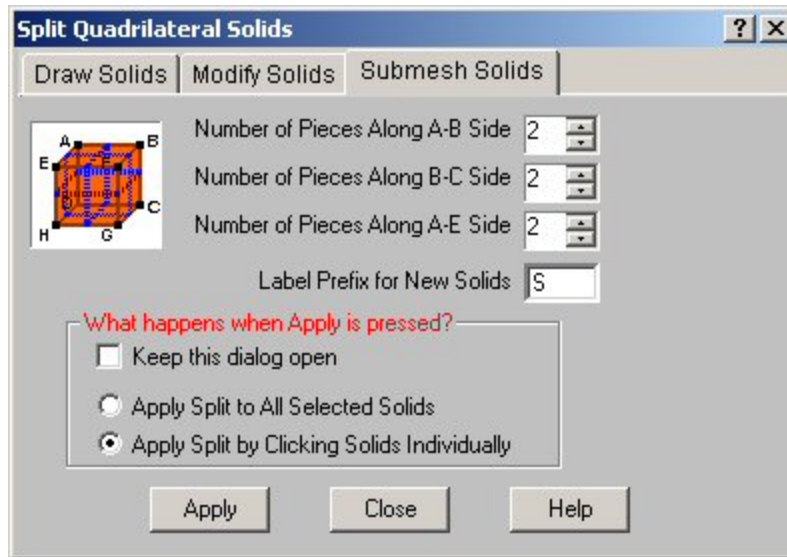 Split Quadrilateral Solids
Draw Solids Modify Solids Submesh Solids
Number of Pieces Along A-B Side 2
Number of Pieces Along B-C Side 2
Number of Pieces Along A-E Side 2
Label Prefix for New Solids S
A B
E F
C
H G
What happens when Apply is pressed?
Keep this dialog open
Apply Split to All Selected Solids
Apply Split by Clicking Solids Individually
Apply Close Help